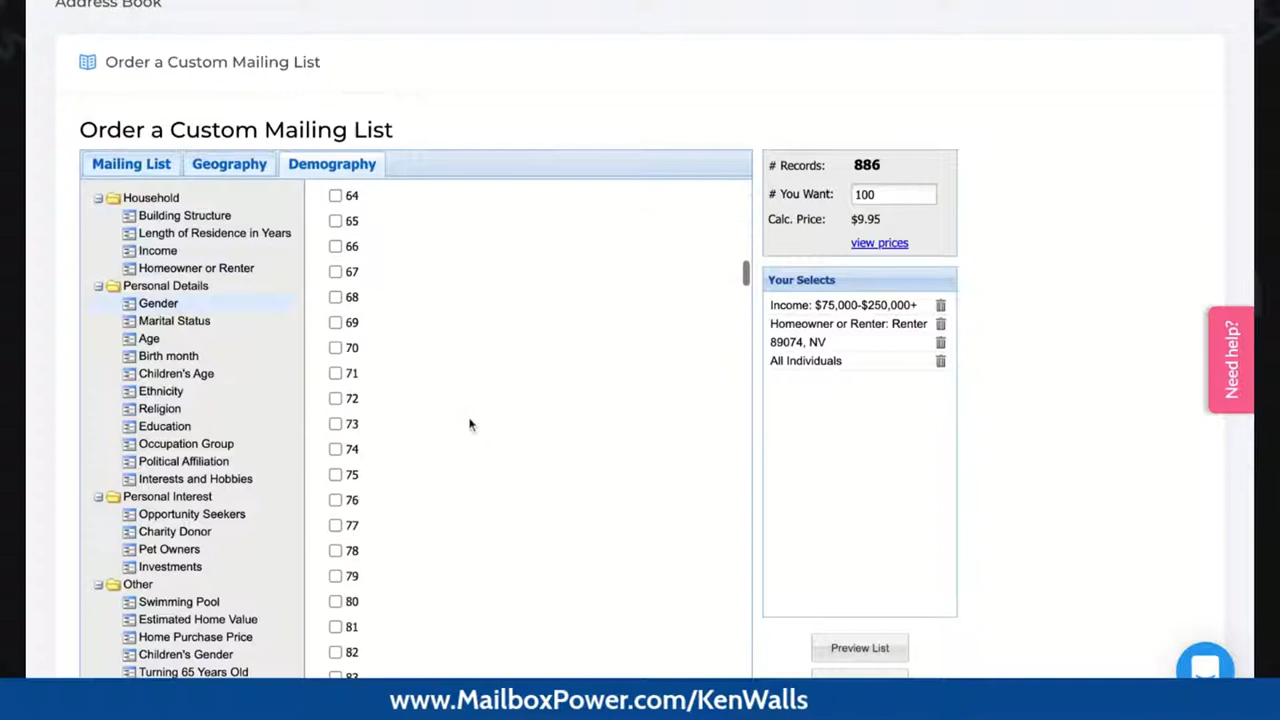 Address Book
Order a Custom Mailing List
Order a Custom Mailing List
Mailing List
Geography
Demography
Household
Building Structure
Length of Residence in Years
Income
Homeowner or Renter
Personal Details
Gender
Marital Status
Age
Birth month
Children's Age
Ethnicity
Religion
Education
Occupation Group
Political Affiliation
Interests and Hobbies
Personal Interest
Opportunity Seekers
Charity Donor
Pet Owners
Investments
Other
Swimming Pool
Estimated Home Value
Home Purchase Price
Children's Gender
Turning 65 Years Old
64
65
66
67
68
69
70
71
72
73
74
75
76
77
78
79
80
81
82
83
# Records: 886
# You Want: 100
Calc. Price: $9.95
view prices
Your Selects
Income: $75,000-$250,000+
Homeowner or Renter: Renter
89074, NV
All Individuals
Preview List
Need help?
www.MailboxPower.com/KenWalls